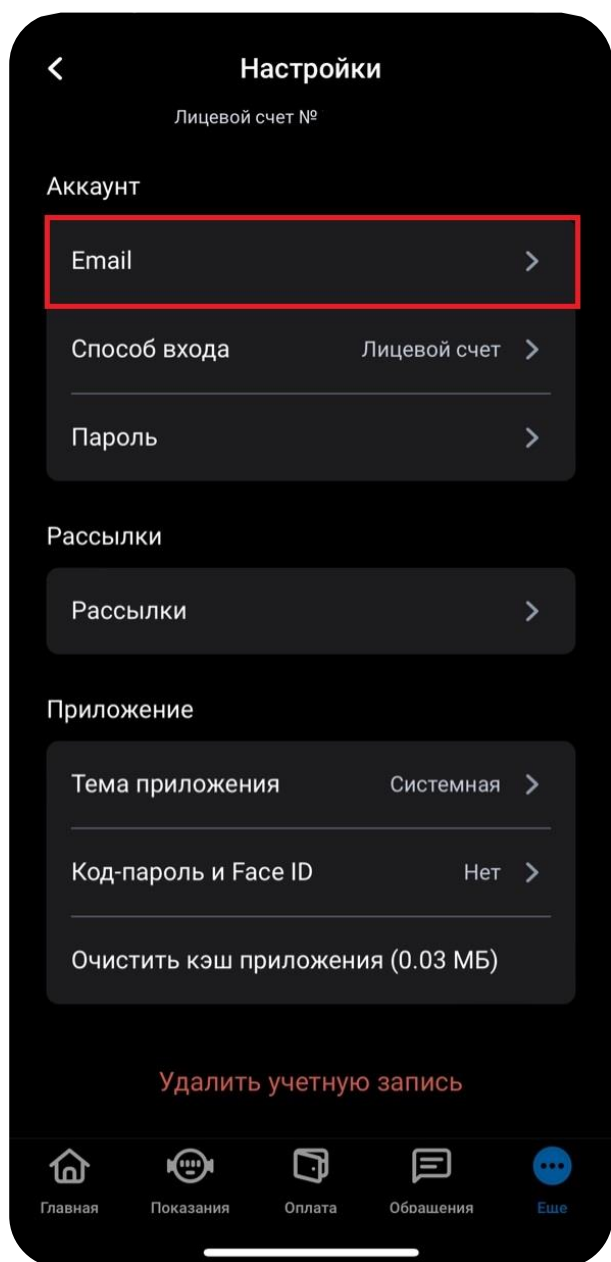 Настройки
Лицевой счет №
Аккаунт
Email
Способ входа Лицевой счет
Пароль
Рассылки
Рассылки
Приложение
Тема приложения Системная
Код-пароль и Face ID Нет
Очистить кэш приложения (0.03 МБ)
Удалить учетную запись
Главная Показания Оплата Обращения Еще